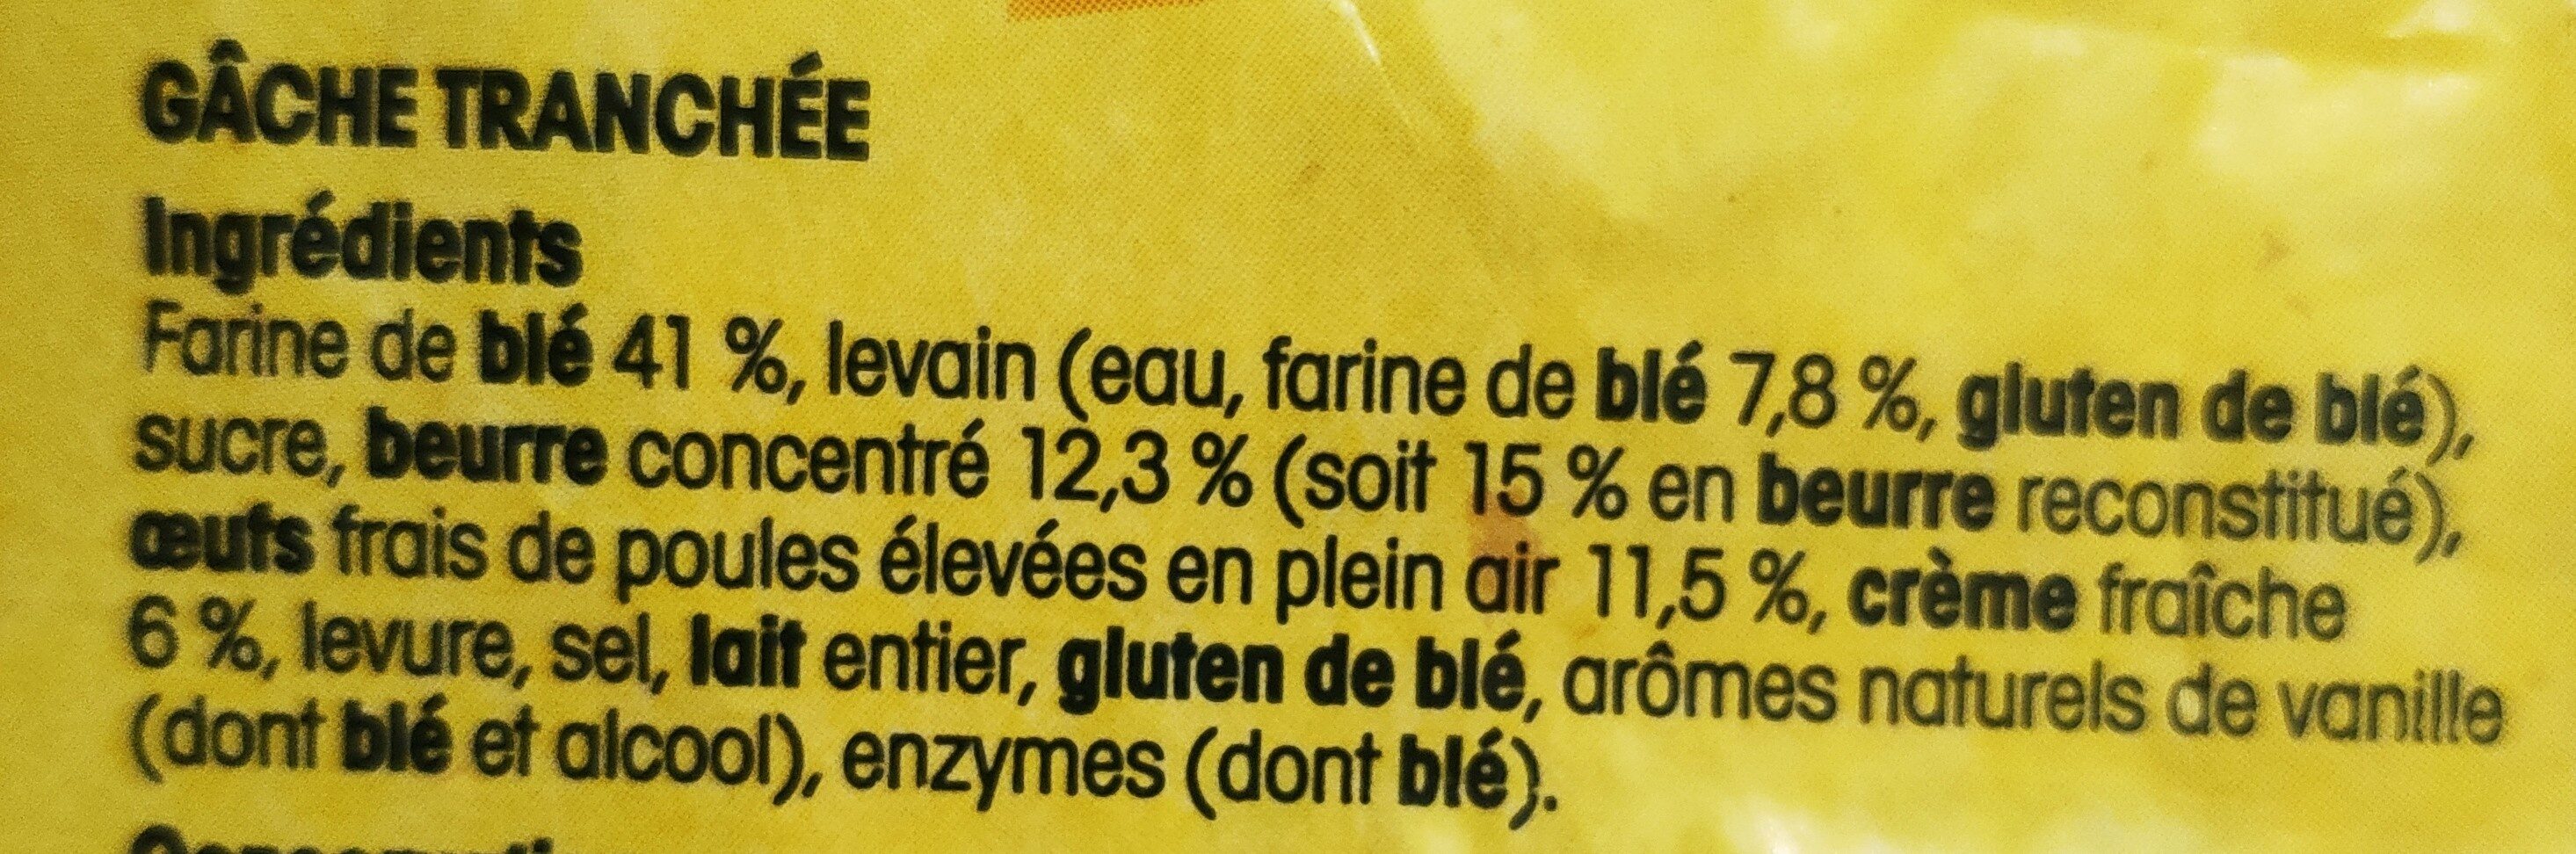 GÂCHE TRANCHÉE
Ingrédients
Farine de blé 41 %, levain (eau, farine de blé 7,8 %, gluten de blé),
sucre, beurre concentré 12,3 % (soit 15 % en beurre reconstitué),
œufs frais de poules élevées en plein air 11,5 %, crème fraîche
6 %, levure, sel, lait entier, gluten de blé, arômes naturels de vanille
(dont blé et alcool), enzymes (dont blé).